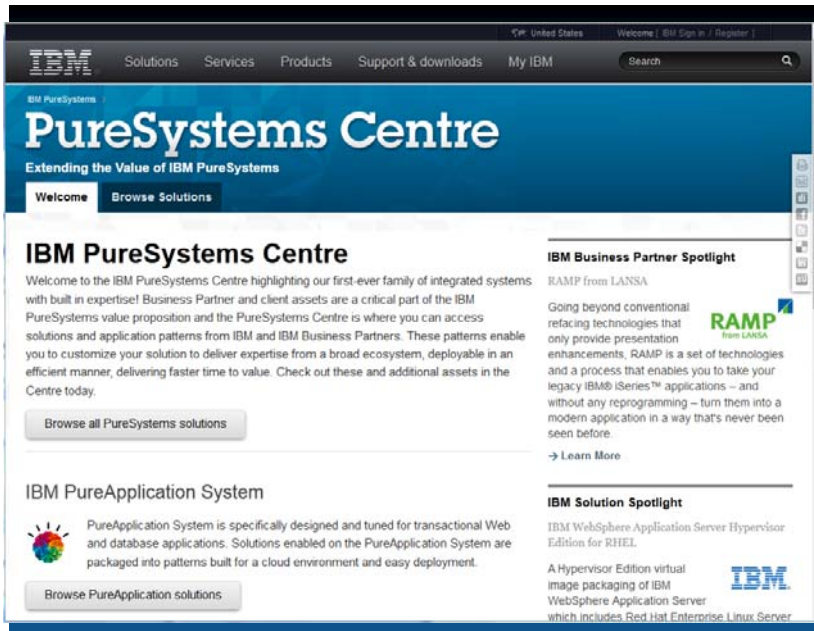 United States Welcome [ IBM Sign in / Register ]
IBM. Solutions Services Products Support & downloads My IBM Search
IBM PureSystems >
PureSystems Centre
Extending the Value of IBM PureSystems
Welcome Browse Solutions
IBM PureSystems Centre
Welcome to the IBM PureSystems Centre highlighting our first-ever family of integrated systems
with built in expertise! Business Partner and client assets are a critical part of the IBM
PureSystems value proposition and the PureSystems Centre is where you can access
solutions and application patterns from IBM and IBM Business Partners. These patterns enable
you to customize your solution to deliver expertise from a broad ecosystem, deployable in an
efficient manner, delivering faster time to value. Check out these and additional assets in the
Centre today.
Browse all PureSystems solutions
IBM PureApplication System
PureApplication System is specifically designed and tuned for transactional Web
and database applications. Solutions enabled on the PureApplication System are
packaged into patterns built for a cloud environment and easy deployment.
Browse PureApplication solutions
IBM Business Partner Spotlight
RAMP from LANSA
Going beyond conventional
refacing technologies that
only provide presentation
RAMP
from LANSA
enhancements, RAMP is a set of technologies
and a process that enables you to take your
legacy IBM® iSeries™ applications – and
without any reprogramming – turn them into a
modern application in a way that's never been
seen before.
→ Learn More
IBM Solution Spotlight
IBM WebSphere Application Server Hypervisor
Edition for RHEL
A Hypervisor Edition virtual
image packaging of IBM
WebSphere Application Server
IBM.
which includes Red Hat Enterprise Linux Server